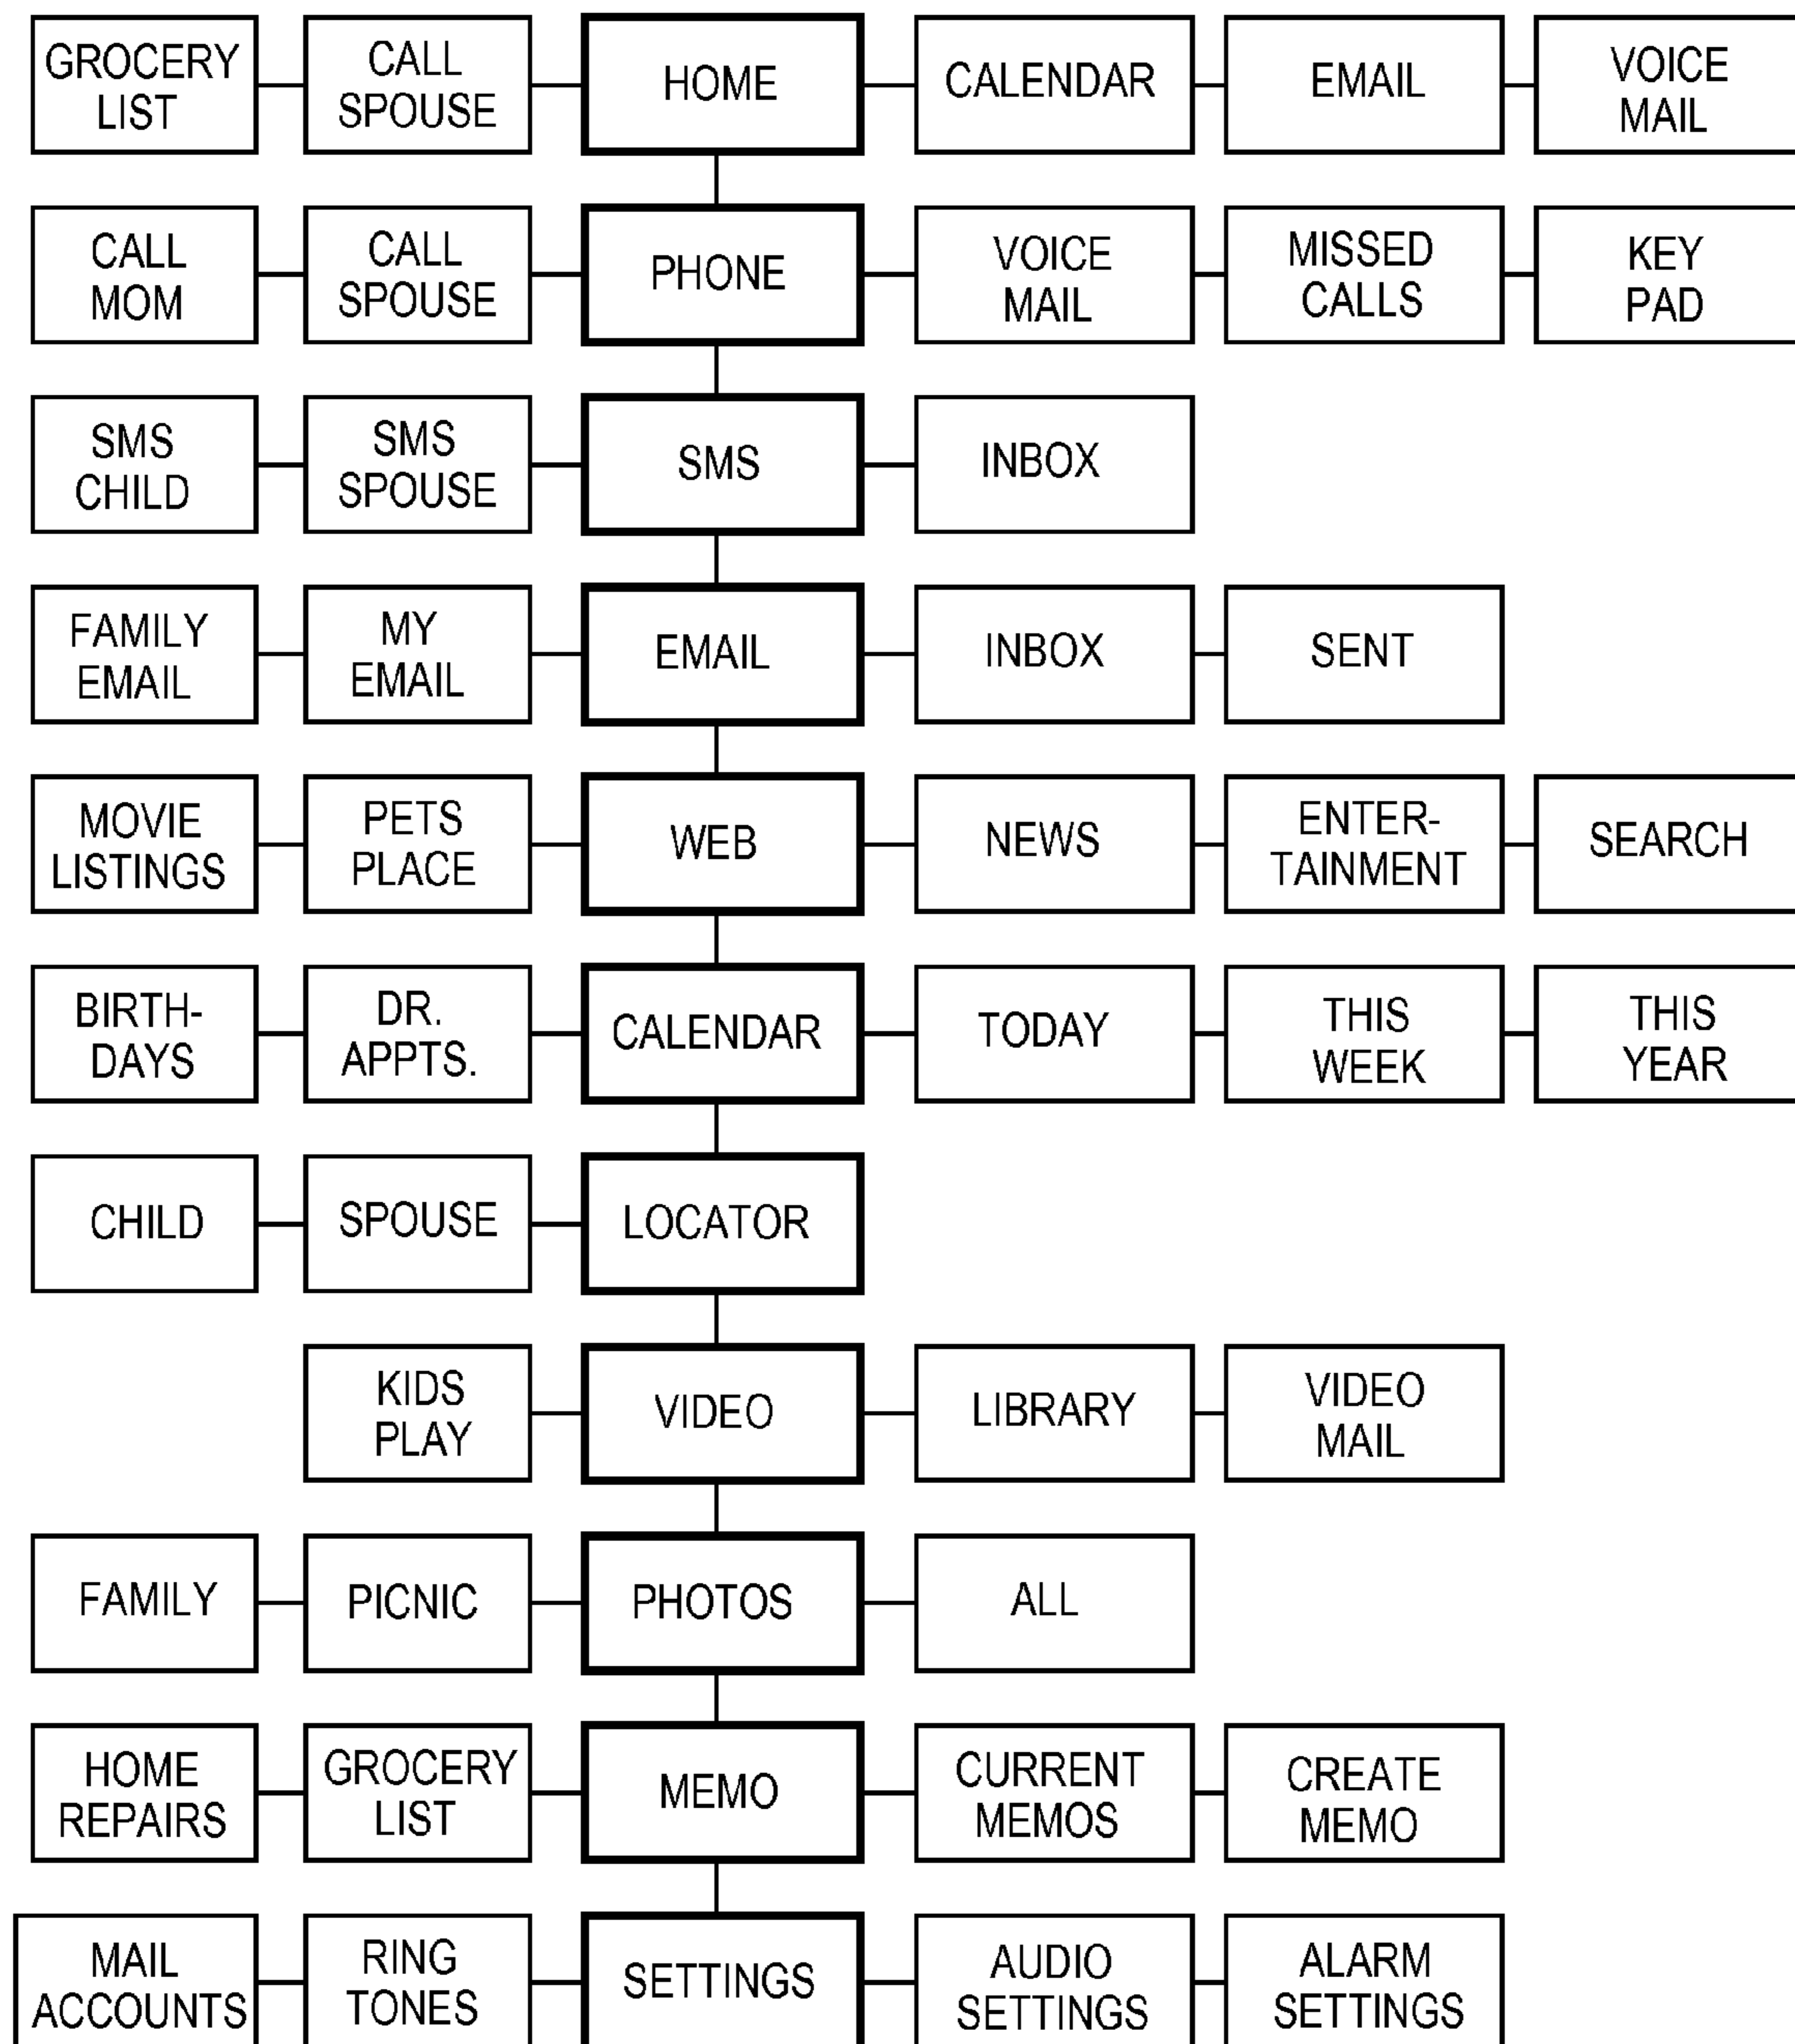 GROCERY
LIST
CALL
SPOUSE
HOME
CALENDAR
EMAIL
VOICE
MAIL
CALL
MOM
CALL
SPOUSE
PHONE
VOICE
MAIL
MISSED
CALLS
KEY
PAD
SMS
CHILD
SMS
SPOUSE
SMS
INBOX
FAMILY
EMAIL
MY
EMAIL
EMAIL
INBOX
SENT
MOVIE
LISTINGS
PETS
PLACE
WEB
NEWS
ENTER-
TAINMENT
SEARCH
BIRTH-
DAYS
DR.
APPTS.
CALENDAR
TODAY
THIS
WEEK
THIS
YEAR
CHILD
SPOUSE
LOCATOR
KIDS
PLAY
VIDEO
LIBRARY
VIDEO
MAIL
FAMILY
PICNIC
PHOTOS
ALL
HOME
REPAIRS
GROCERY
LIST
MEMO
CURRENT
MEMOS
CREATE
MEMO
MAIL
ACCOUNTS
RING
TONES
SETTINGS
AUDIO
SETTINGS
ALARM
SETTINGS